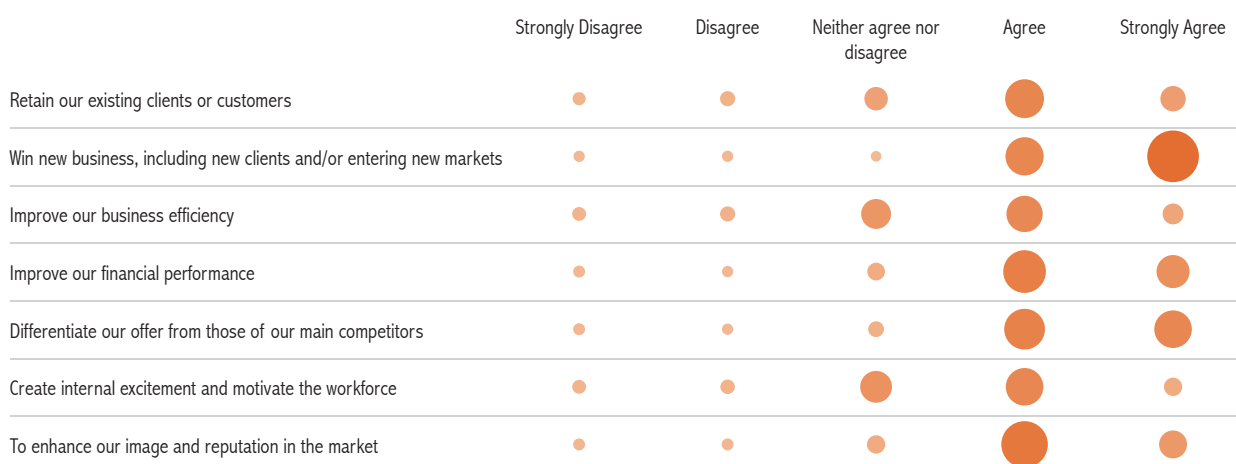 Strongly Disagree Disagree Neither agree nor Agree Strongly Agree
disagree
Retain our existing clients or customers
Win new business, including new clients and/or entering new markets
Improve our business efficiency
Improve our financial performance
Differentiate our offer from those of our main competitors
Create internal excitement and motivate the workforce
To enhance our image and reputation in the market